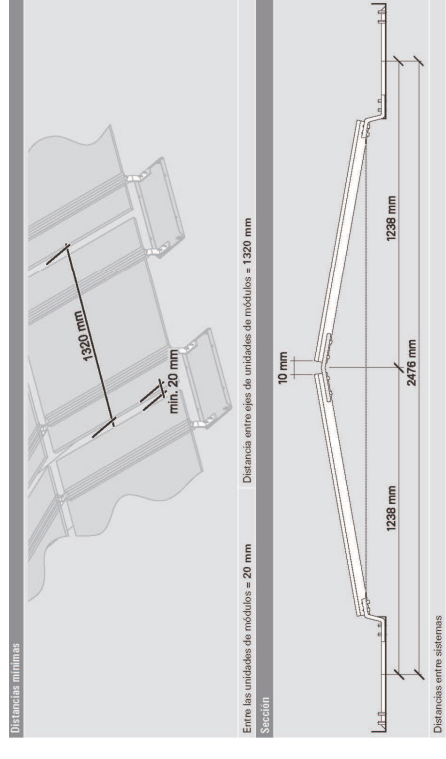 Distancias mínimas
1320 mm
min. 20 mm
Entre las unidades de módulos = 20 mm
Distancia entre ejes de unidades de módulos = 1320 mm
Sección
10 mm
1238 mm
1238 mm
2476 mm
Distancias entre sistemas